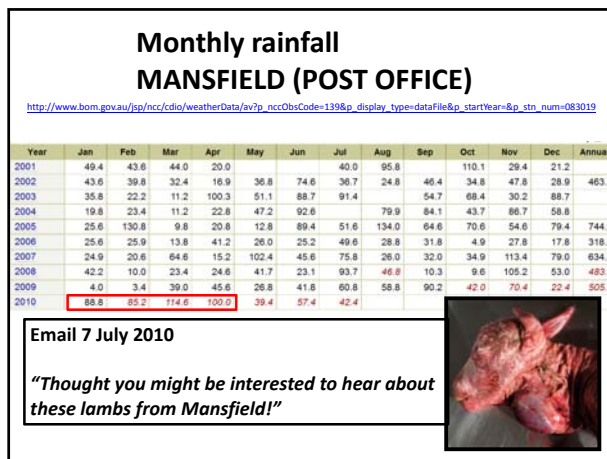 Monthly rainfall
MANSFIELD (POST OFFICE)
http://www.bom.gov.au/jsp/ncc/cdio/weatherData/av?p_nccObsCode=139&p_display_type=dataFile&p_startYear=&p_stn_num=083019
Year Jan Feb Mar Apr May Jun Jul Aug Sep Oct Nov Dec Annua
2001 49.4 43.6 44.0 20.0 40.0 95.8 110.1 29.4 21.2
2002 43.6 39.8 32.4 16.9 36.8 74.6 36.7 24.8 46.4 34.8 47.8 28.9 463.
2003 35.8 22.2 11.2 100.3 51.1 88.7 91.4 54.7 68.4 30.2 88.7
2004 19.8 23.4 11.2 22.8 47.2 92.6 79.9 84.1 43.7 86.7 58.8
2005 25.6 130.8 9.8 20.8 12.8 89.4 51.6 134.0 64.6 70.6 54.6 79.4 744.
2006 25.6 25.9 13.8 41.2 26.0 25.2 49.6 28.8 31.8 4.9 27.8 17.8 318.
2007 24.9 20.6 64.6 15.2 102.4 45.6 75.8 26.0 32.0 34.9 113.4 79.0 634.
2008 42.2 10.0 23.4 24.6 41.7 23.1 93.7 46.8 10.3 9.6 105.2 53.0 483.
2009 4.0 3.4 39.0 45.6 26.8 41.8 60.8 58.8 90.2 42.0 70.4 22.4 505.
2010 88.8 85.2 114.6 100.0 39.4 57.4 42.4
Email 7 July 2010
“Thought you might be interested to hear about
these lambs from Mansfield!”